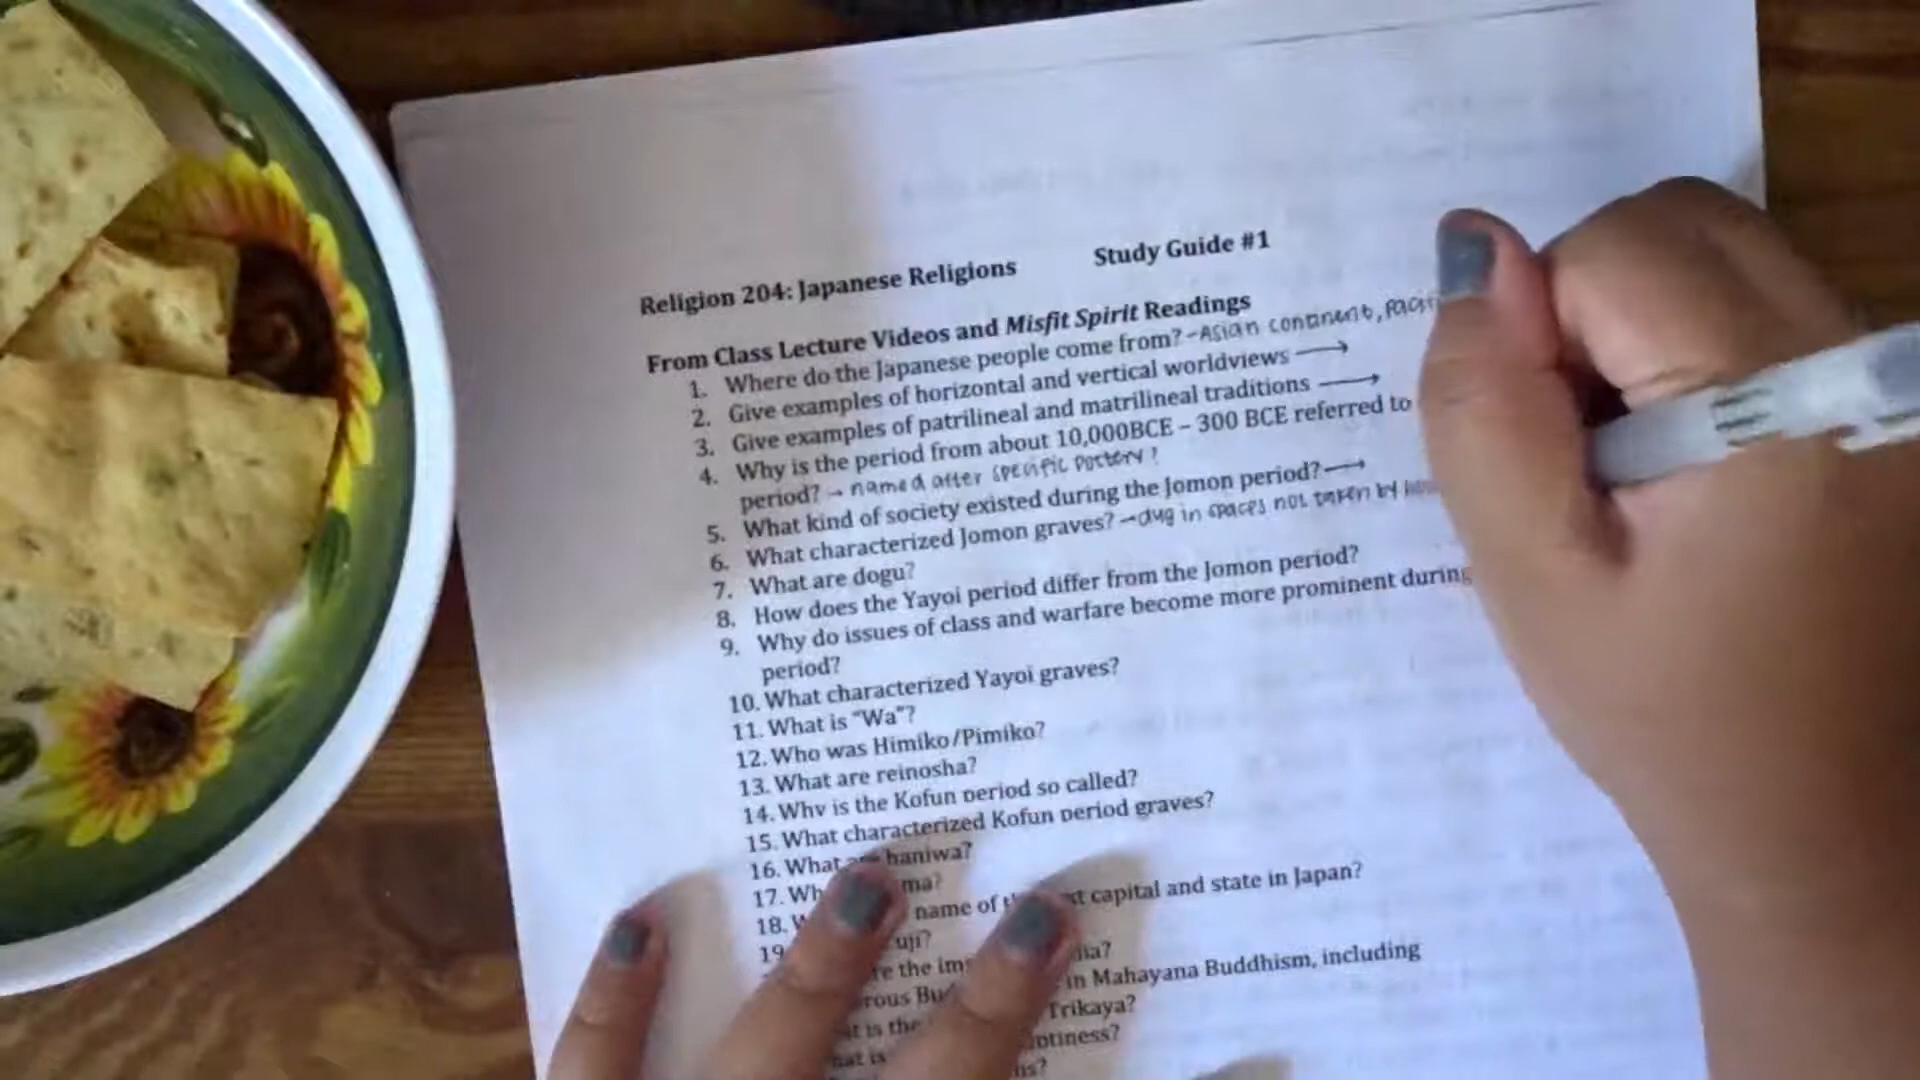 Religion 204: Japanese Religions Study Guide #1
From Class Lecture Videos and Misfit Spirit Readings
1. Where do the Japanese people come from? -Asian continent, pacif
2. Give examples of horizontal and vertical worldviews →
3. Give examples of patrilineal and matrilineal traditions →
4. Why is the period from about 10,000BCE – 300 BCE referred to
period? → named after specific pottery!
5. What kind of society existed during the Jomon period? →
6. What characterized Jomon graves? → dug in spaces not taken by
7. What are dogu?
8. How does the Yayoi period differ from the Jomon period?
9. Why do issues of class and warfare become more prominent during
period?
10. What characterized Yayoi graves?
11. What is “Wa”?
12. Who was Himiko/Pimiko?
13. What are reinosha?
14. Why is the Kofun period so called?
15. What characterized Kofun period graves?
16. What are haniwa?
17. Wh ma?
18. W name of capital and state in Japan?
19 uji?
re the
in Mahayana Buddhism, including
is the Trikaya?
is